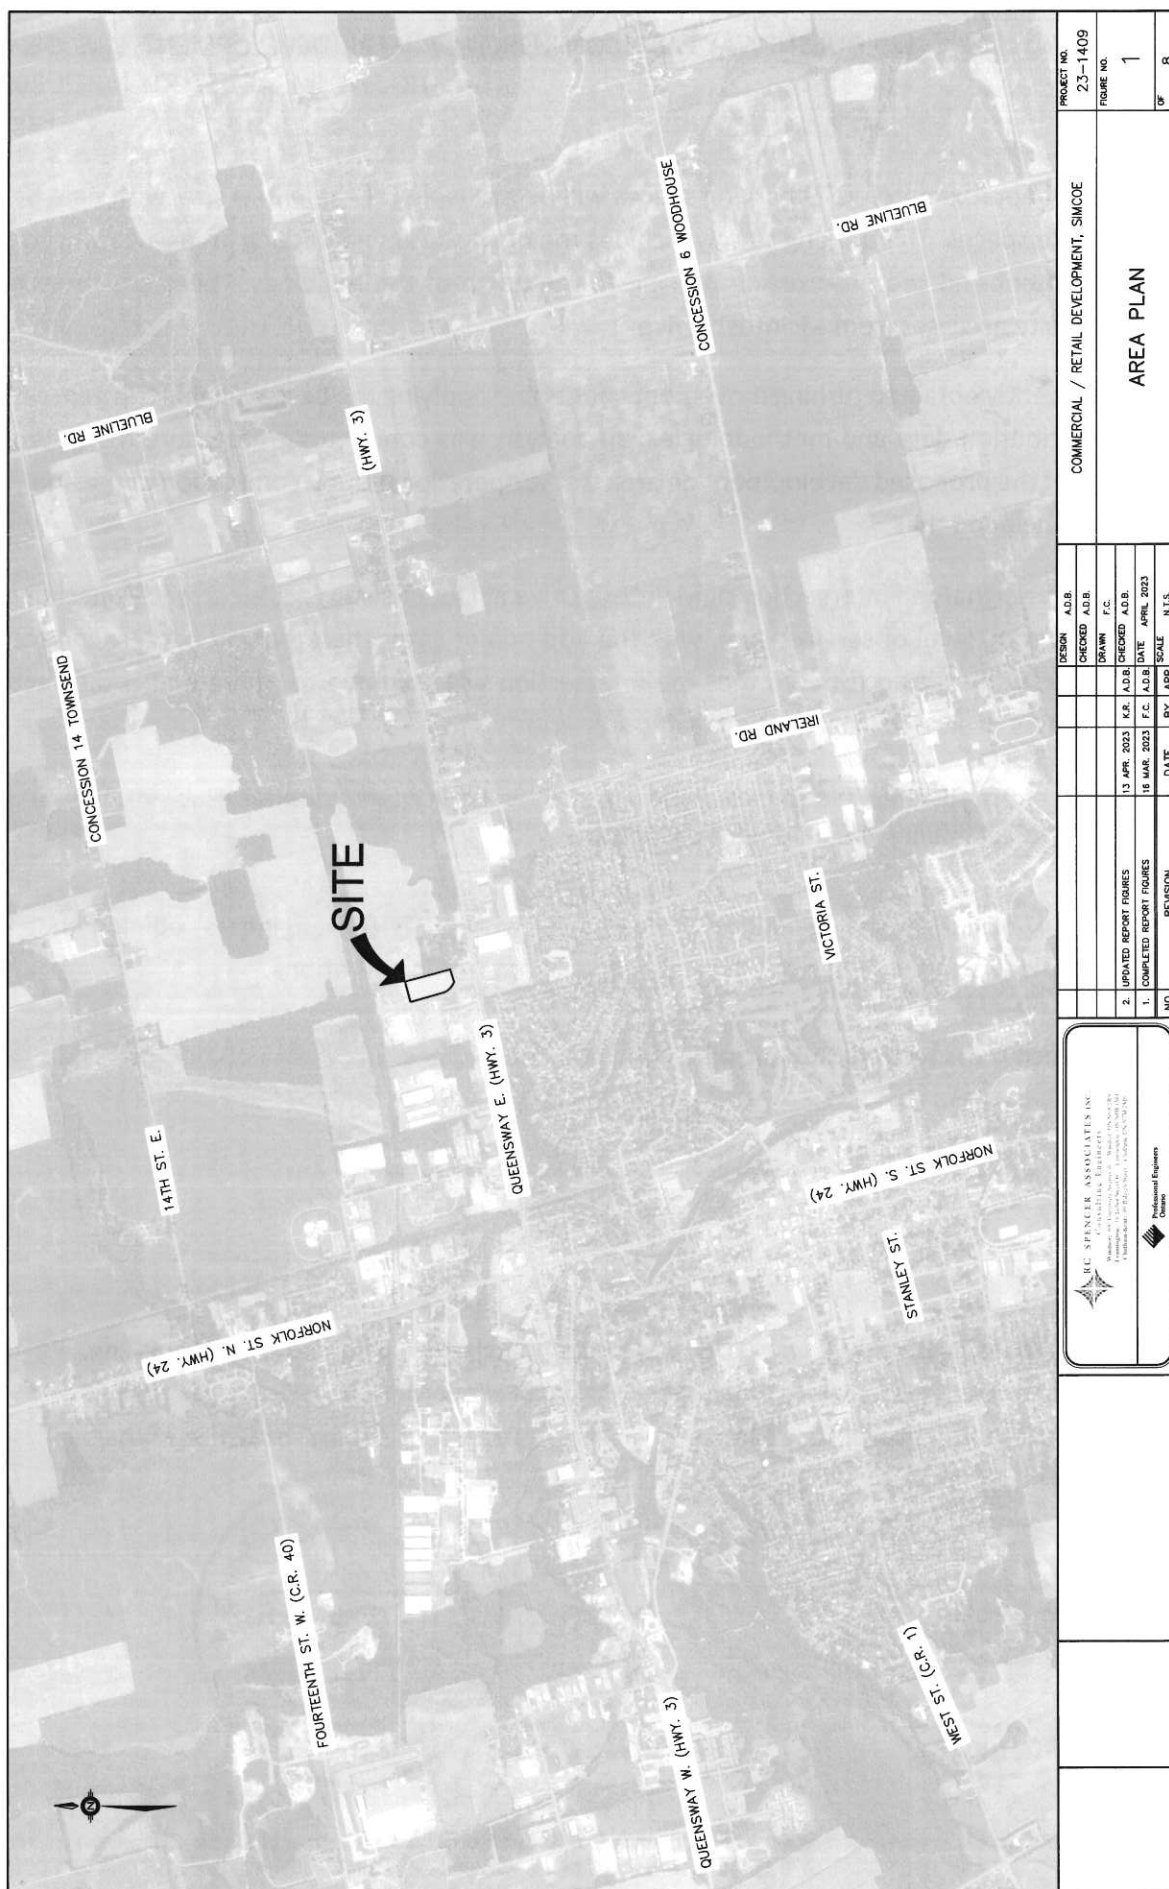 CONCESSION 14 TOWNSEND
BLUELINE RD.
14TH ST. E.
NORFOLK ST. N. (HWY. 24)
FOURTEENTH ST. W. (C.R. 40)
SITE
(HWY. 3)
QUEENSWAY E. (HWY. 3)
CONCESSION 6 WOODHOUSE
BLUELINE RD.
IRELAND RD.
VICTORIA ST.
NORFOLK ST. S. (HWY. 24)
STANLEY ST.
QUEENSWAY W. (HWY. 3)
WEST ST. (C.R. 1)
N
RC SPENCER ASSOCIATES INC.
Consulting Engineers
Professional Engineers
Ontario
2. UPDATED REPORT FIGURES 13 APR. 2023 K.R. A.D.B.
1. COMPLETED REPORT FIGURES 16 MAR. 2023 F.C. A.D.B.
NO. REVISION DATE BY APP.
DESIGN A.D.B.
CHECKED A.D.B.
DRAWN F.C.
CHECKED A.D.B.
DATE APRIL 2023
SCALE N.T.S.
COMMERCIAL / RETAIL DEVELOPMENT, SIMCOE
AREA PLAN
PROJECT NO.
23-1409
FIGURE NO.
1
OF 8